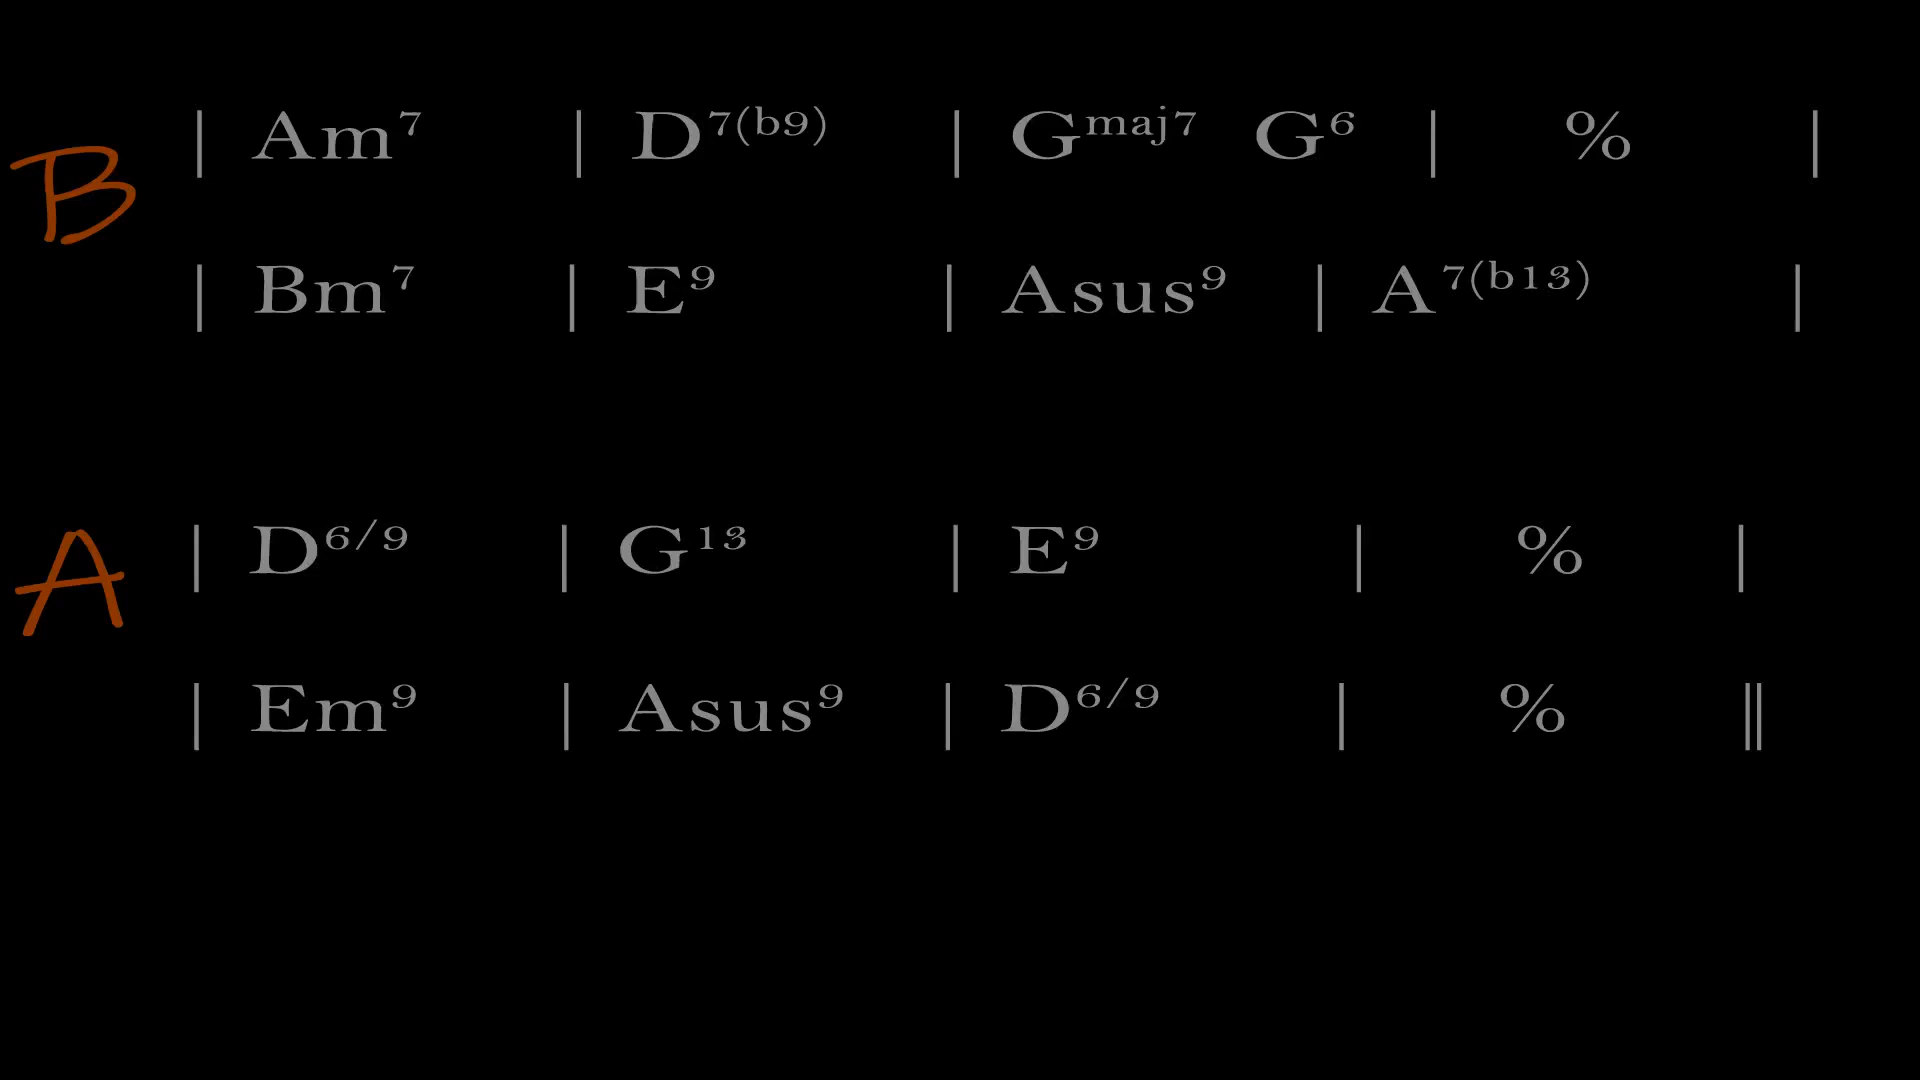 B
| Am7 | D7(b9) | Gmaj7 G6 | % |
| Bm7 | E9 | Asus9 | A7(b13) |
A
| D6/9 | G13 | E9 | % |
| Em9 | Asus9 | D6/9 | % ||